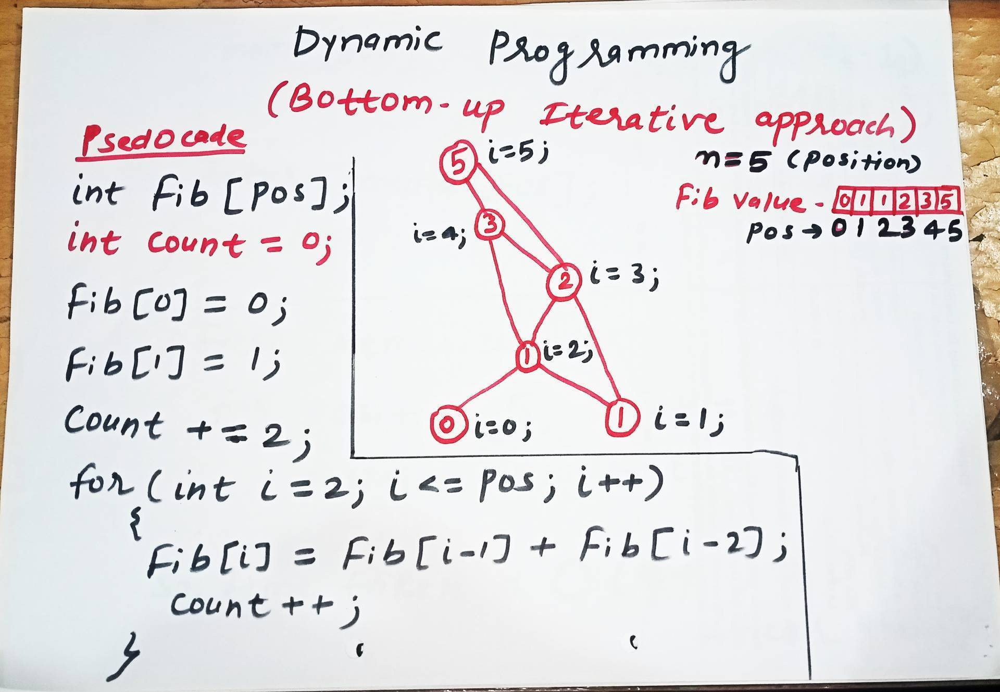 Dynamic Programming
(Bottom-up Iterative approach)
Psedocade
int Fib[pos];
int count = 0;
Fib[0] = 0;
Fib[1] = 1;
Count += 2;
for(int i=2; i<=pos; i++)
{
Fib[i] = Fib[i-1] + Fib[i-2];
count++;
}
5 i=5;
i=4; 3
2 i=3;
1 i=2;
0 i=0;
1 i=1;
n=5 (position)
Fib value - 0 1 1 2 3 5
pos → 0 1 2 3 4 5